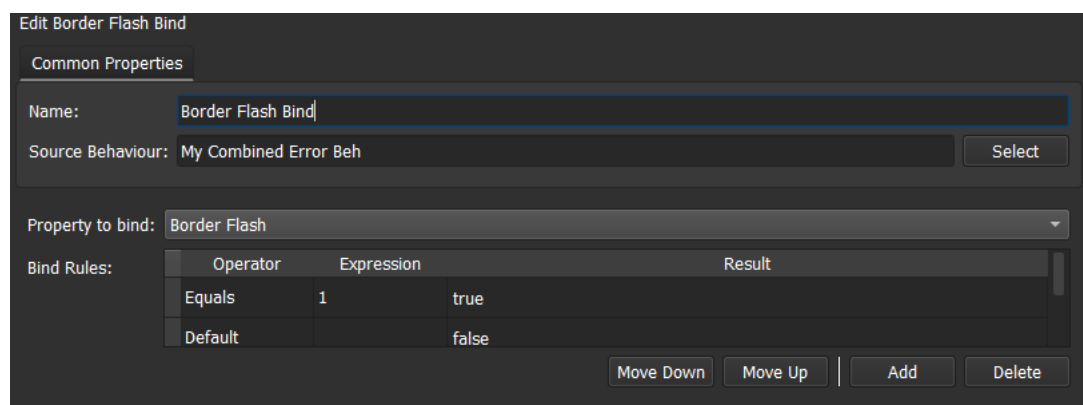 Edit Border Flash Bind
Common Properties
Name: Border Flash Bind
Source Behaviour: My Combined Error Beh Select
Property to bind: Border Flash
Bind Rules: Operator Expression Result
Equals 1 true
Default false
Move Down Move Up Add Delete